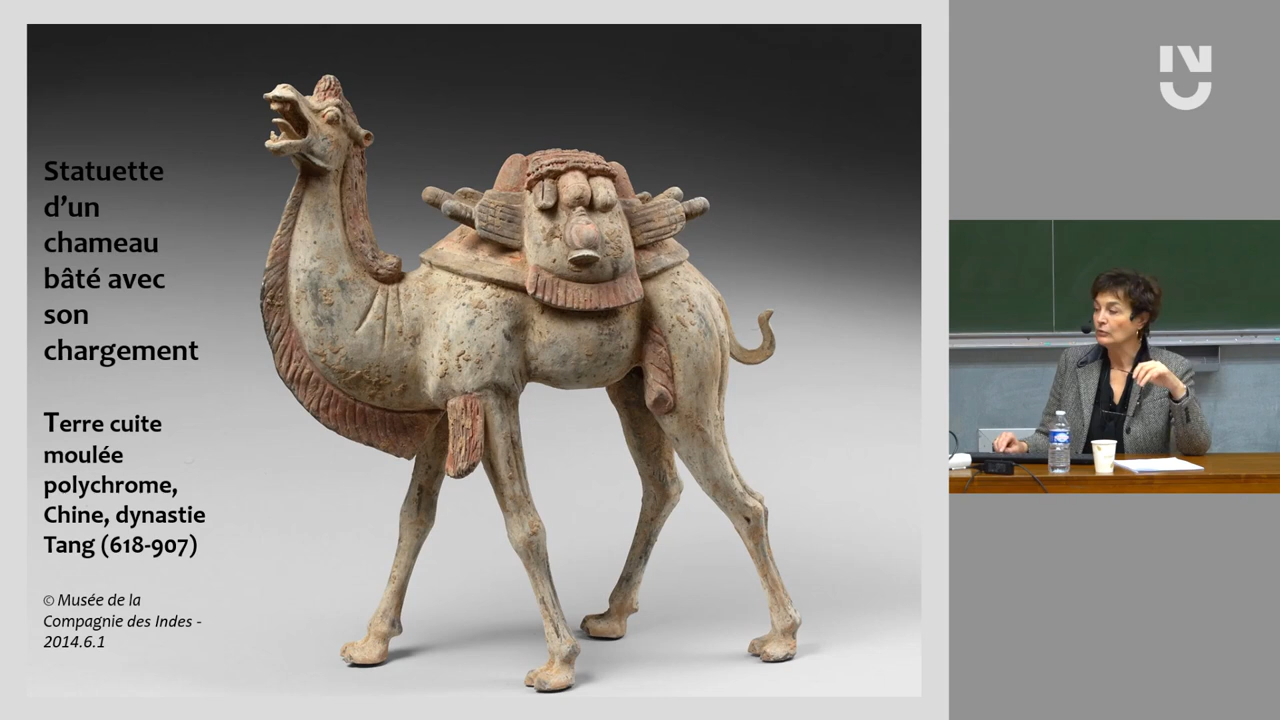 Statuette
d’un
chameau
bâté avec
son
chargement
Terre cuite
moulée
polychrome,
Chine, dynastie
Tang (618-907)
© Musée de la
Compagnie des Indes -
2014.6.1